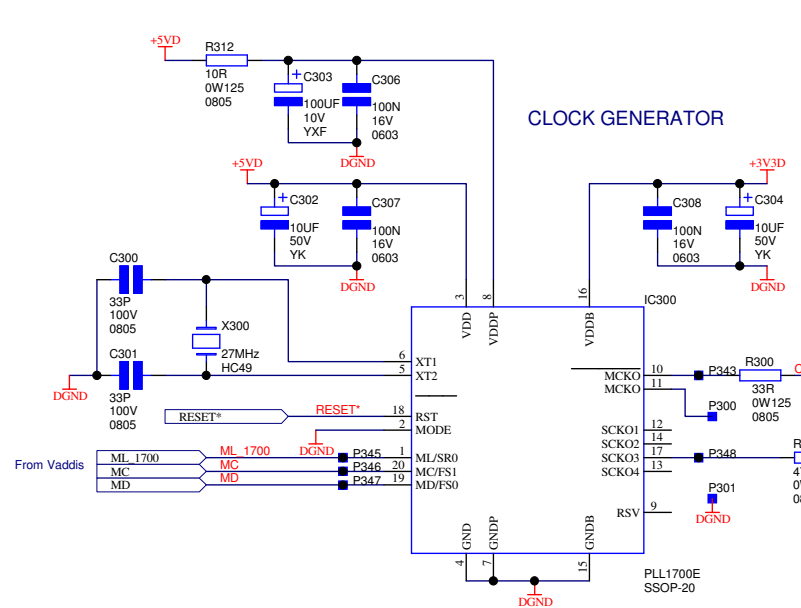 +5VD
R312
10R
0W125
0805
C303
+
100UF
10V
YXF
C306
100N
16V
0603
DGND
CLOCK GENERATOR
+5VD
C302
+
10UF
50V
YK
C307
100N
16V
0603
DGND
+3V3D
C308
100N
16V
0603
C304
+
10UF
50V
YK
DGND
C300
33P
100V
0805
X300
27MHz
HC49
C301
33P
100V
0805
DGND
IC300
3
VDD
8
VDDP
16
VDDB
6
XT1
5
XT2
RESET*
RESET*
18
RST
2
MODE
DGND
From Vaddis
ML_1700
ML_1700
P345
1
ML/SR0
MC
MC
P346
20
MC/FS1
MD
MD
P347
19
MD/FS0
MCKO
10
P343
R300
33R
0W125
0805
MCKO
11
P300
SCKO1
12
SCKO2
14
SCKO3
17
P348
SCKO4
13
RSV
9
P301
DGND
GND
4
GNDP
7
GNDB
15
DGND
PLL1700E
SSOP-20